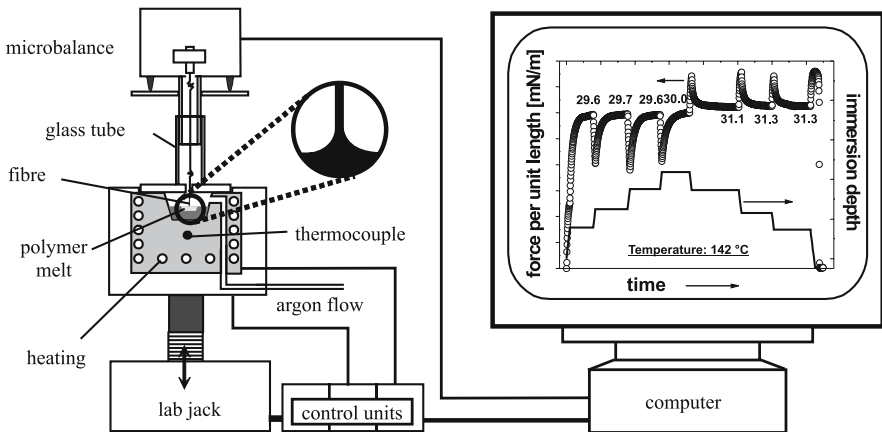 microbalance
glass tube
fibre
polymer
melt
heating
thermocouple
argon flow
lab jack
control units
computer
force per unit length [mN/m]
29.6 29.7 29.6 30.0
31.1 31.3 31.3
immersion depth
Temperature: 142 °C
time